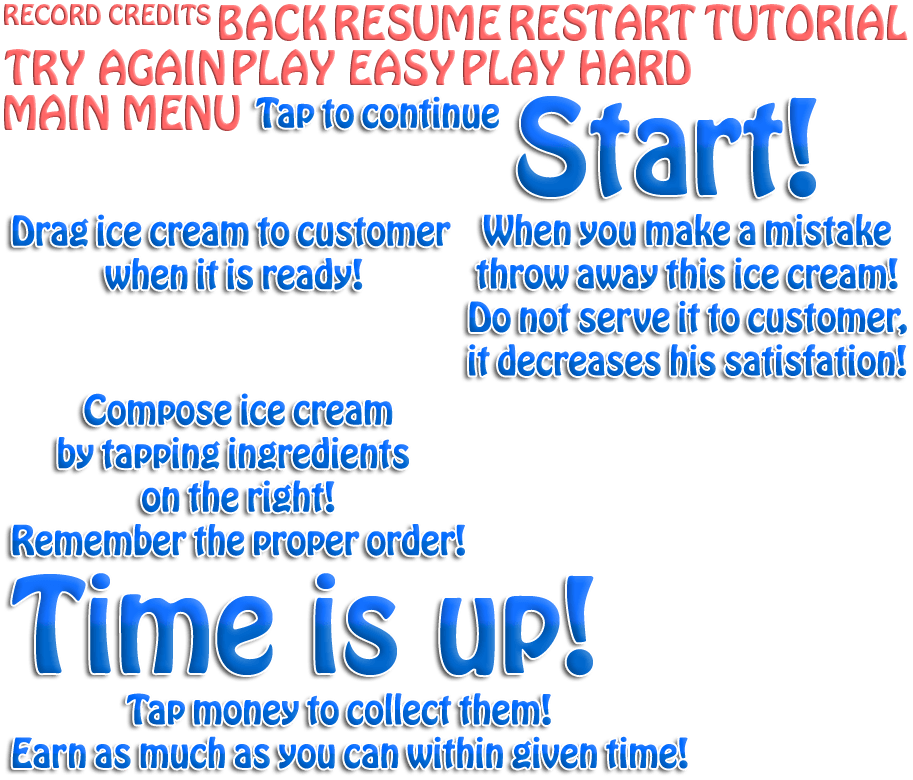 RECORD CREDITS BACK RESUME RESTART TUTORIAL
TRY AGAIN PLAY EASY PLAY HARD
MAIN MENU Tap to continue Start!
Drag ice cream to customer
when it is ready!
When you make a mistake
throw away this ice cream!
Do not serve it to customer,
it decreases his satisfation!
Compose ice cream
by tapping ingredients
on the right!
Remember the proper order!
Time is up!
Tap money to collect them!
Earn as much as you can within given time!